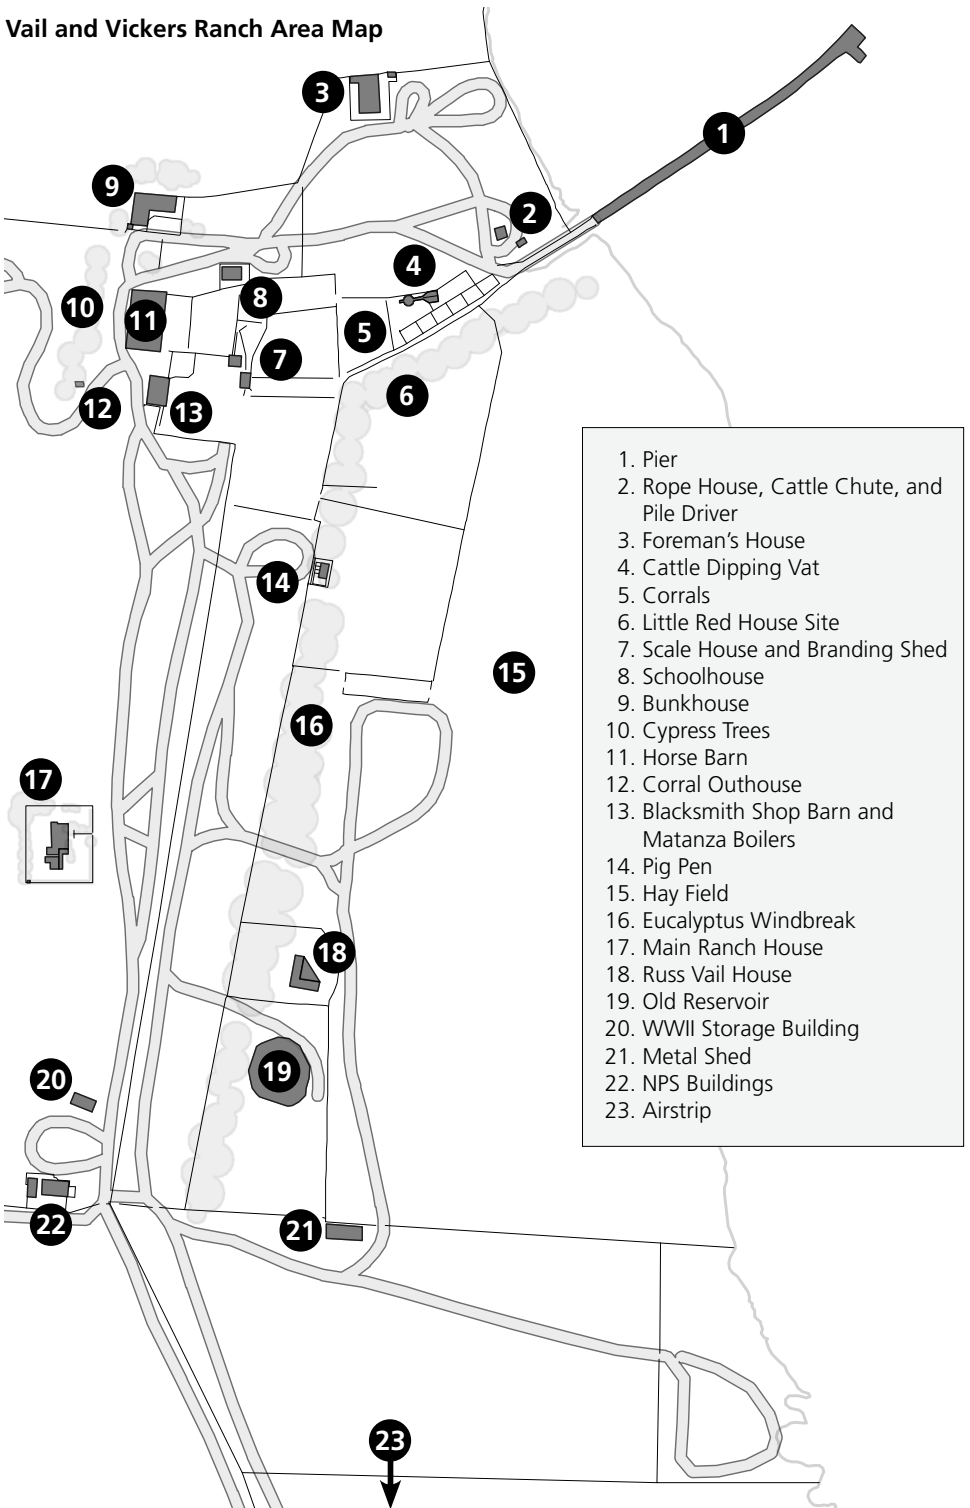 Vail and Vickers Ranch Area Map
1
3
9
2
4
10
8
11
5
7
6
12
13
14
15
16
17
18
19
20
21
22
23
1. Pier
2. Rope House, Cattle Chute, and
Pile Driver
3. Foreman’s House
4. Cattle Dipping Vat
5. Corrals
6. Little Red House Site
7. Scale House and Branding Shed
8. Schoolhouse
9. Bunkhouse
10. Cypress Trees
11. Horse Barn
12. Corral Outhouse
13. Blacksmith Shop Barn and
Matanza Boilers
14. Pig Pen
15. Hay Field
16. Eucalyptus Windbreak
17. Main Ranch House
18. Russ Vail House
19. Old Reservoir
20. WWII Storage Building
21. Metal Shed
22. NPS Buildings
23. Airstrip